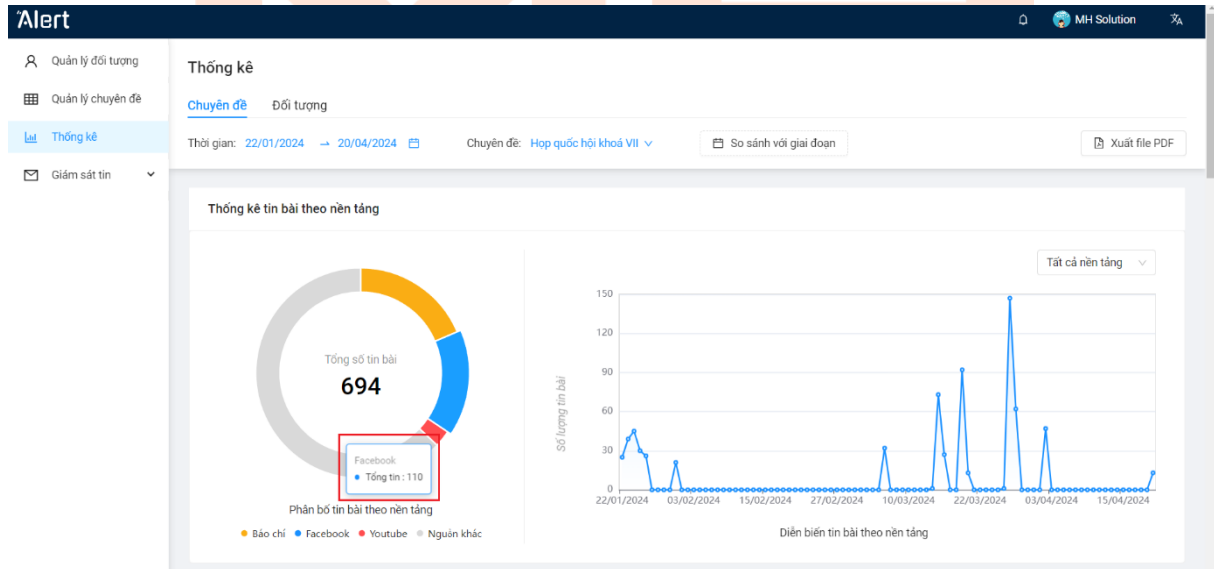 Alert
MH Solution
Quản lý đối tượng
Quản lý chuyên đề
Thống kê
Giám sát tin
Thống kê
Chuyên đề Đối tượng
Thời gian: 22/01/2024 → 20/04/2024 Chuyên đề: Họp quốc hội khoá VII So sánh với giai đoạn Xuất file PDF
Thống kê tin bài theo nền tảng
Tổng số tin bài
694
Facebook
Tổng tin : 110
Phân bố tin bài theo nền tảng
Báo chí Facebook Youtube Nguồn khác
Tất cả nền tảng
Số lượng tin bài
150
120
90
60
30
0
22/01/2024 03/02/2024 15/02/2024 27/02/2024 10/03/2024 22/03/2024 03/04/2024 15/04/2024
Diễn biến tin bài theo nền tảng